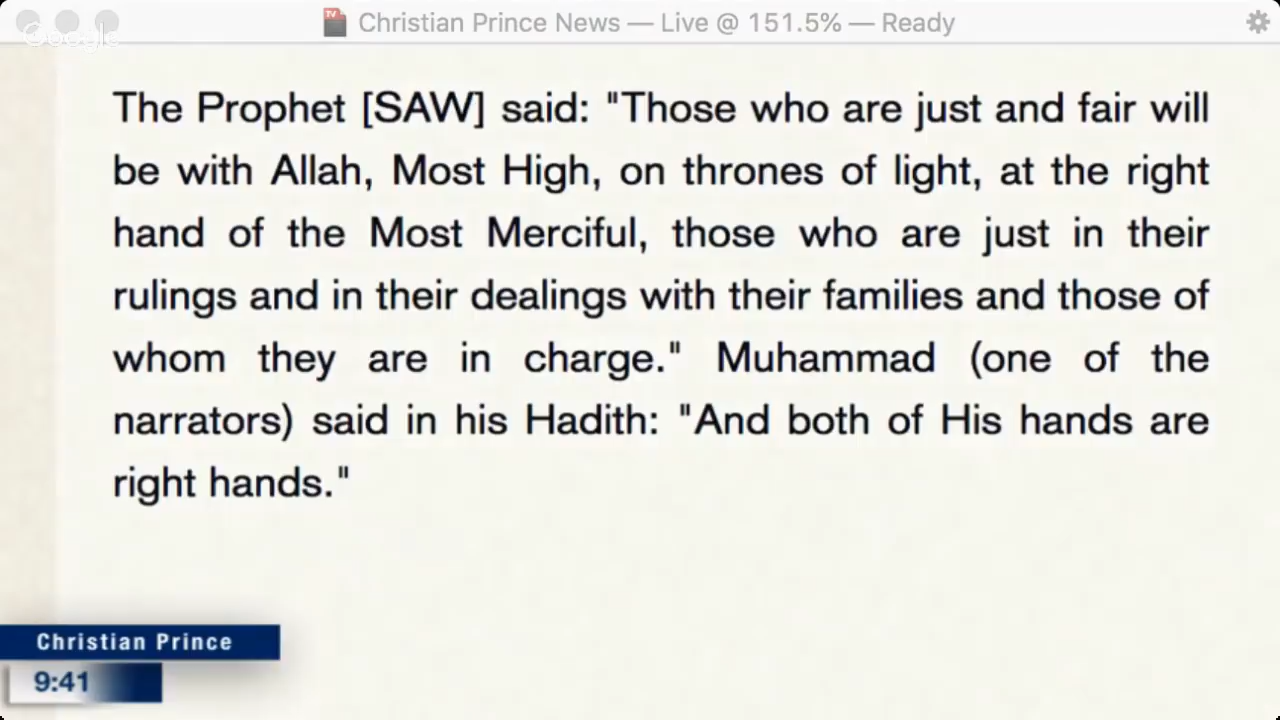 Christian Prince News — Live @ 151.5% — Ready
Google
The Prophet [SAW] said: "Those who are just and fair will
be with Allah, Most High, on thrones of light, at the right
hand of the Most Merciful, those who are just in their
rulings and in their dealings with their families and those of
whom they are in charge." Muhammad (one of the
narrators) said in his Hadith: "And both of His hands are
right hands."
Christian Prince
9:41